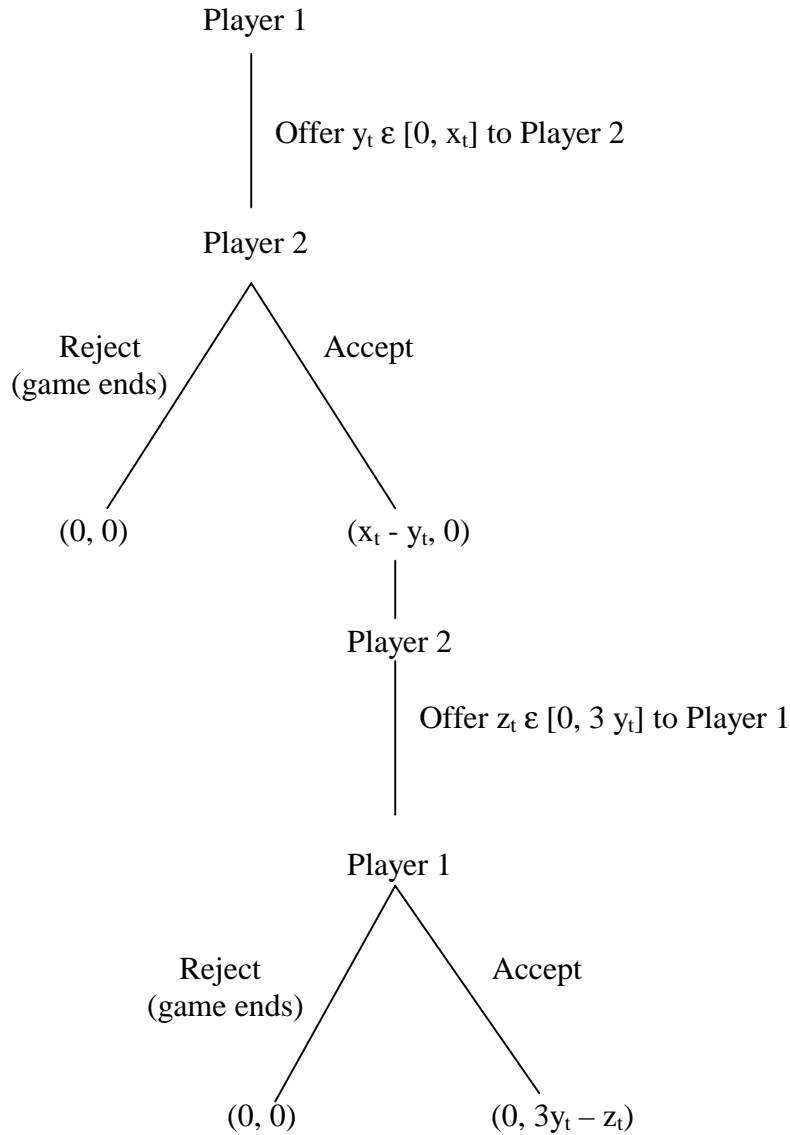 Player 1
Offer yₜ ε [0, xₜ] to Player 2
Player 2
Reject
(game ends)
Accept
(0, 0)
(xₜ - yₜ, 0)
Player 2
Offer zₜ ε [0, 3 yₜ] to Player 1
Player 1
Reject
(game ends)
Accept
(0, 0)
(0, 3yₜ – zₜ)